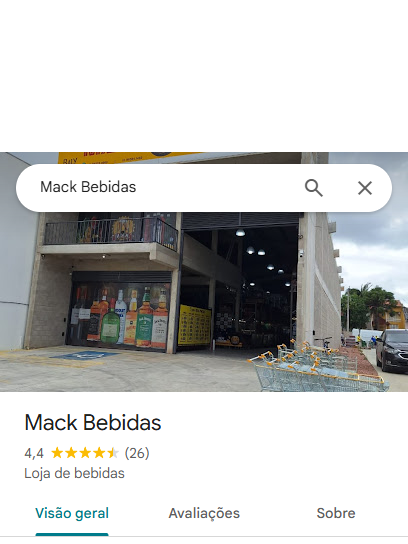 Mack Bebidas
Mack Bebidas
4,4 (26)
Loja de bebidas
Visão geral Avaliações Sobre